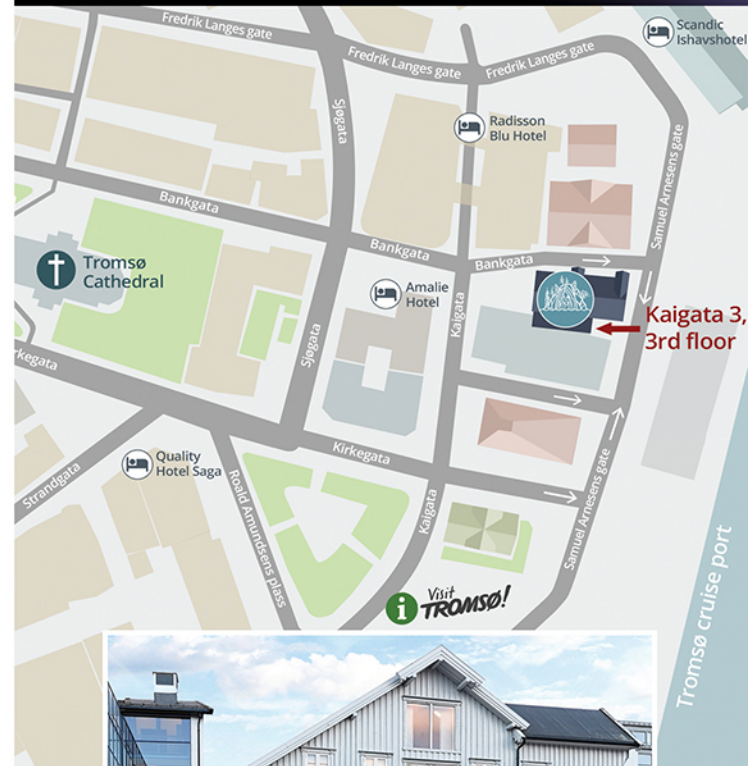 Fredrik Langes gate
Fredrik Langes gate
Fredrik Langes gate
Scandic
Ishavshotel
Sjøgata
Radisson
Blu Hotel
Samuel Arnesens gate
Bankgata
Bankgata
Bankgata
Tromsø
Cathedral
Amalie
Hotel
Kaigata
Kaigata 3,
3rd floor
Sjøgata
rkegata
Kirkegata
Quality
Hotel Saga
Strandgata
Roald Amundsens plass
Kaigata
Samuel Arnesens gate
i
Visit
TROMSØ!
Tromsø cruise port